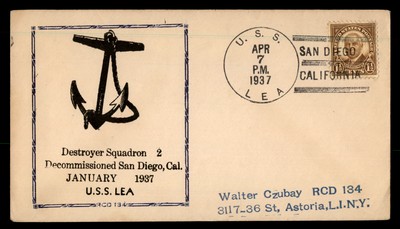 U. S. S.
APR
7
P.M.
1937
LEA
SAN DIEGO
CALIFORNIA
Destroyer Squadron 2
Decommissioned San Diego, Cal.
JANUARY 1937
U.S.S. LEA
RCD 134
Walter Czubay RCD 134
3117-36 St, Astoria,L.I.N.Y.